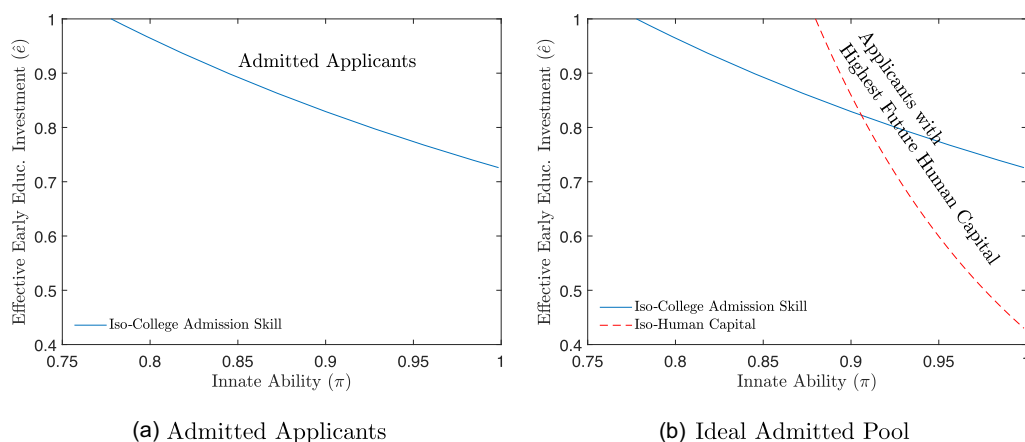 1
0.9
0.8
0.7
0.6
0.5
0.4
Effective Early Educ. Investment (ê)
Admitted Applicants
Iso-College Admission Skill
0.75 0.8 0.85 0.9 0.95 1
Innate Ability (π)
(a) Admitted Applicants
1
0.9
0.8
0.7
0.6
0.5
0.4
Effective Early Educ. Investment (ê)
Applicants with
Highest Future Human Capital
Iso-College Admission Skill
Iso-Human Capital
0.75 0.8 0.85 0.9 0.95 1
Innate Ability (π)
(b) Ideal Admitted Pool